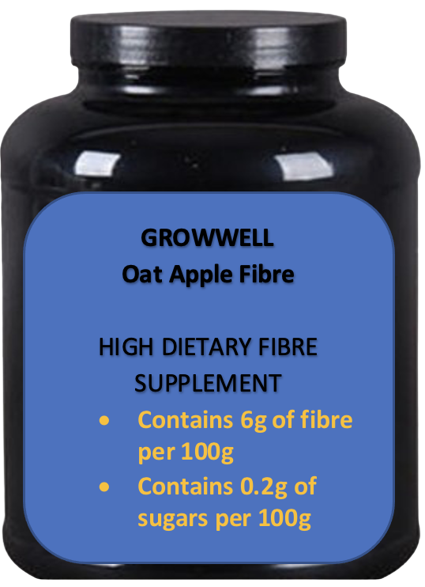 GROWWELL
Oat Apple Fibre
HIGH DIETARY FIBRE
SUPPLEMENT
• Contains 6g of fibre
per 100g
• Contains 0.2g of
sugars per 100g